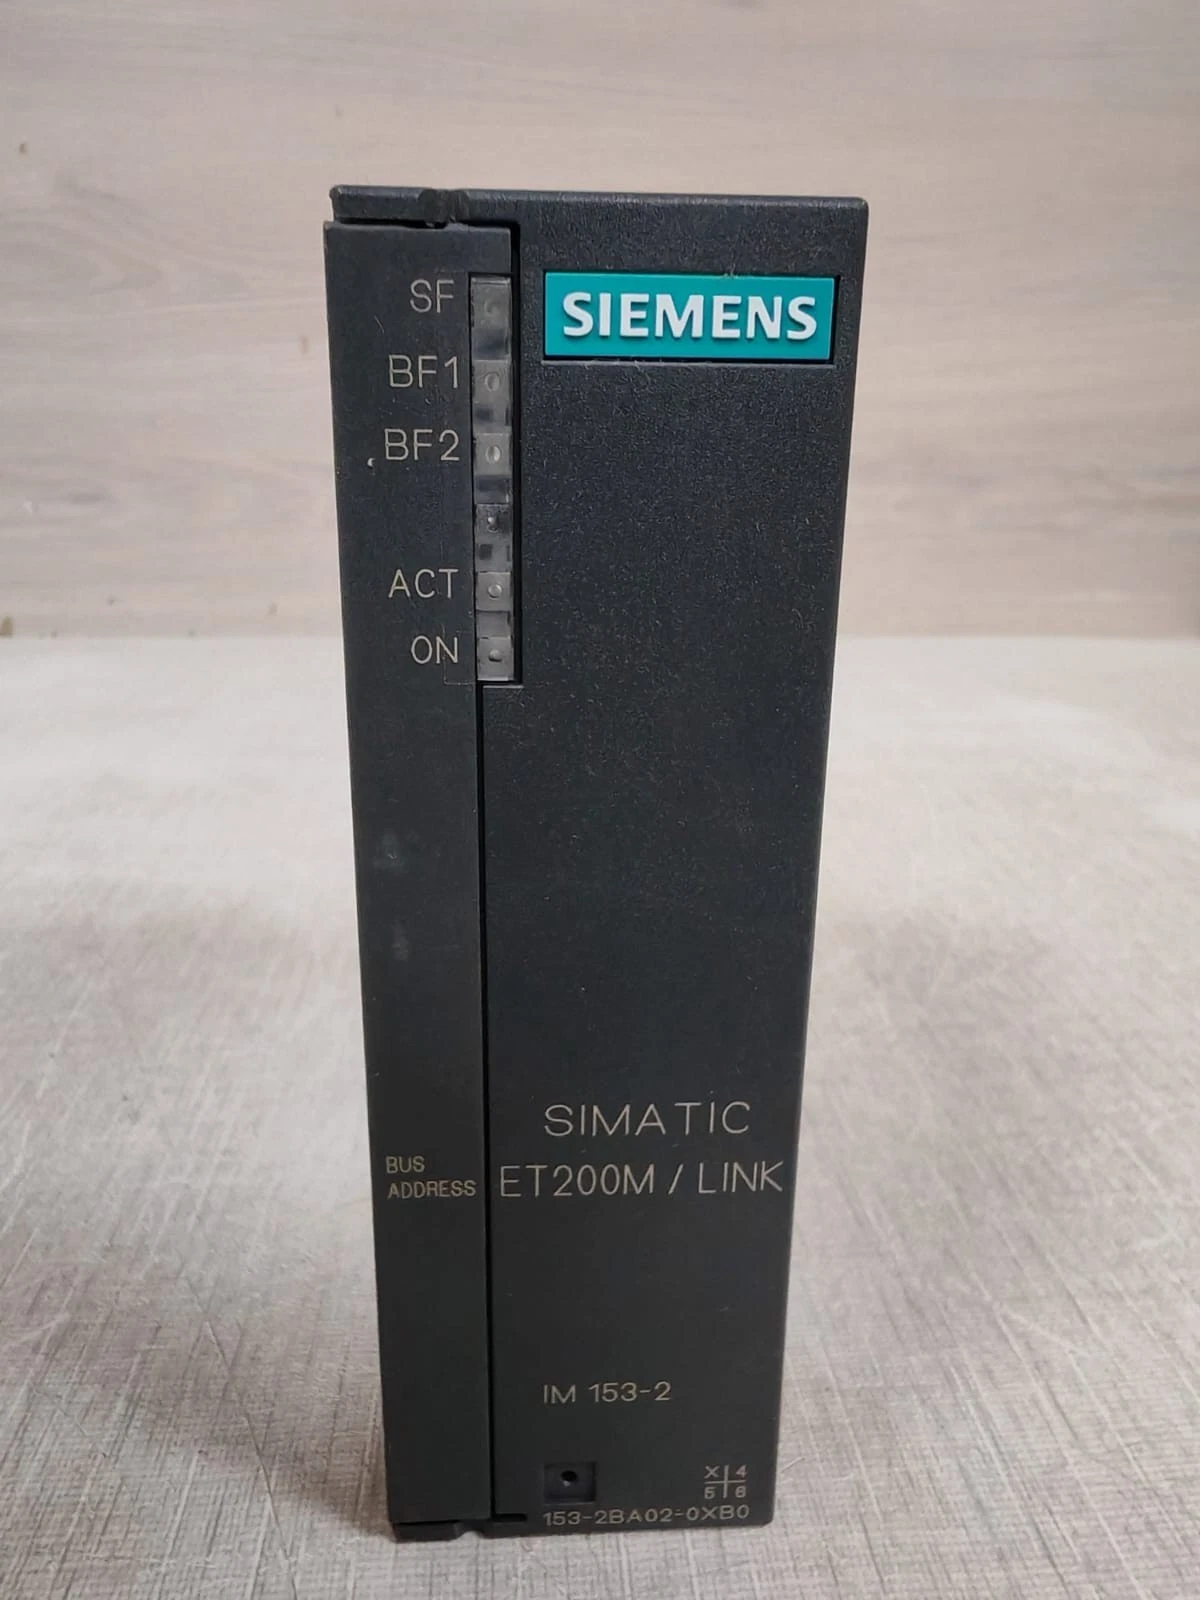 SIEMENS
SF
BF1
BF2
ACT
ON
SIMATIC
ET200M / LINK
BUS
ADDRESS
IM 153-2
X 4
5 6
153-2BA02-0XB0